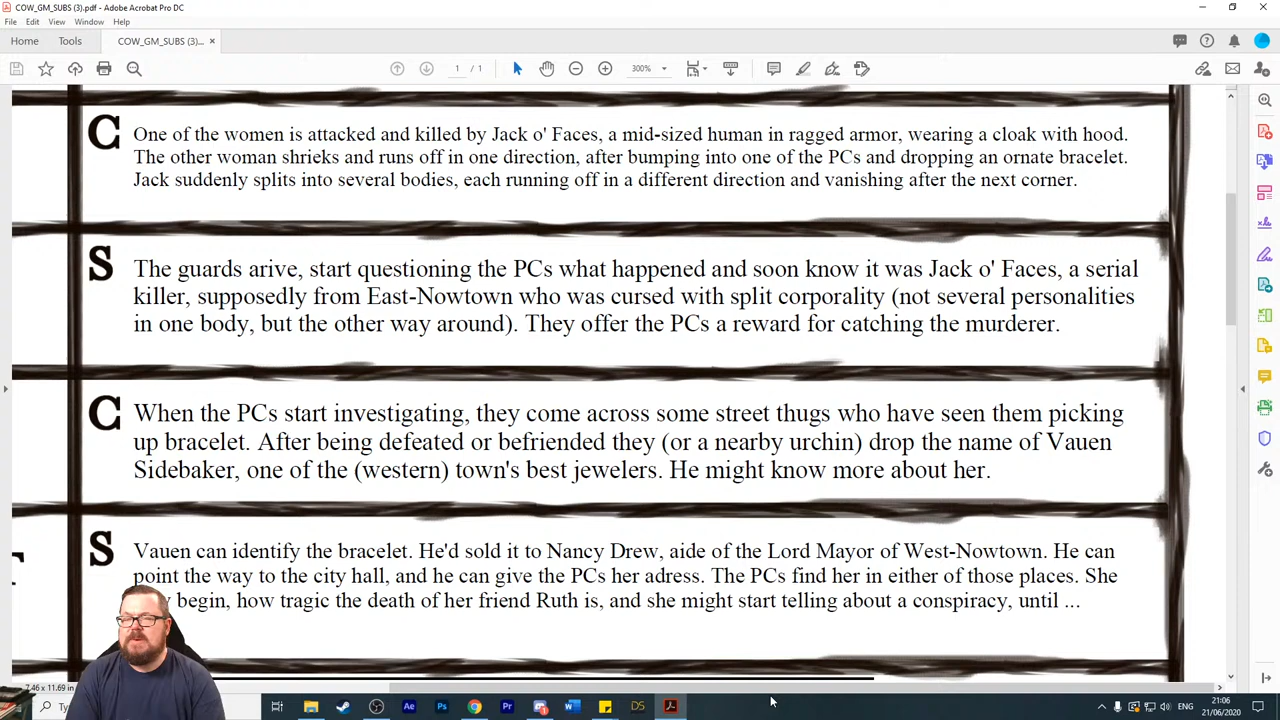 COW_GM_SUBS (3).pdf - Adobe Acrobat Pro DC
File Edit View Window Help
Home Tools COW_GM_SUBS (3)... ×
1 / 1 300%
C One of the women is attacked and killed by Jack o' Faces, a mid-sized human in ragged armor, wearing a cloak with hood.
The other woman shrieks and runs off in one direction, after bumping into one of the PCs and dropping an ornate bracelet.
Jack suddenly splits into several bodies, each running off in a different direction and vanishing after the next corner.
S The guards arive, start questioning the PCs what happened and soon know it was Jack o' Faces, a serial
killer, supposedly from East-Nowtown who was cursed with split corporality (not several personalities
in one body, but the other way around). They offer the PCs a reward for catching the murderer.
C When the PCs start investigating, they come across some street thugs who have seen them picking
up bracelet. After being defeated or befriended they (or a nearby urchin) drop the name of Vauen
Sidebaker, one of the (western) town's best jewelers. He might know more about her.
S Vauen can identify the bracelet. He'd sold it to Nancy Drew, aide of the Lord Mayor of West-Nowtown. He can
point the way to the city hall, and he can give the PCs her adress. The PCs find her in either of those places. She
begin, how tragic the death of her friend Ruth is, and she might start telling about a conspiracy, until ...
7.46 x 11.69 in
Ae Ps Pr DS
ENG
21:06
21/06/2020